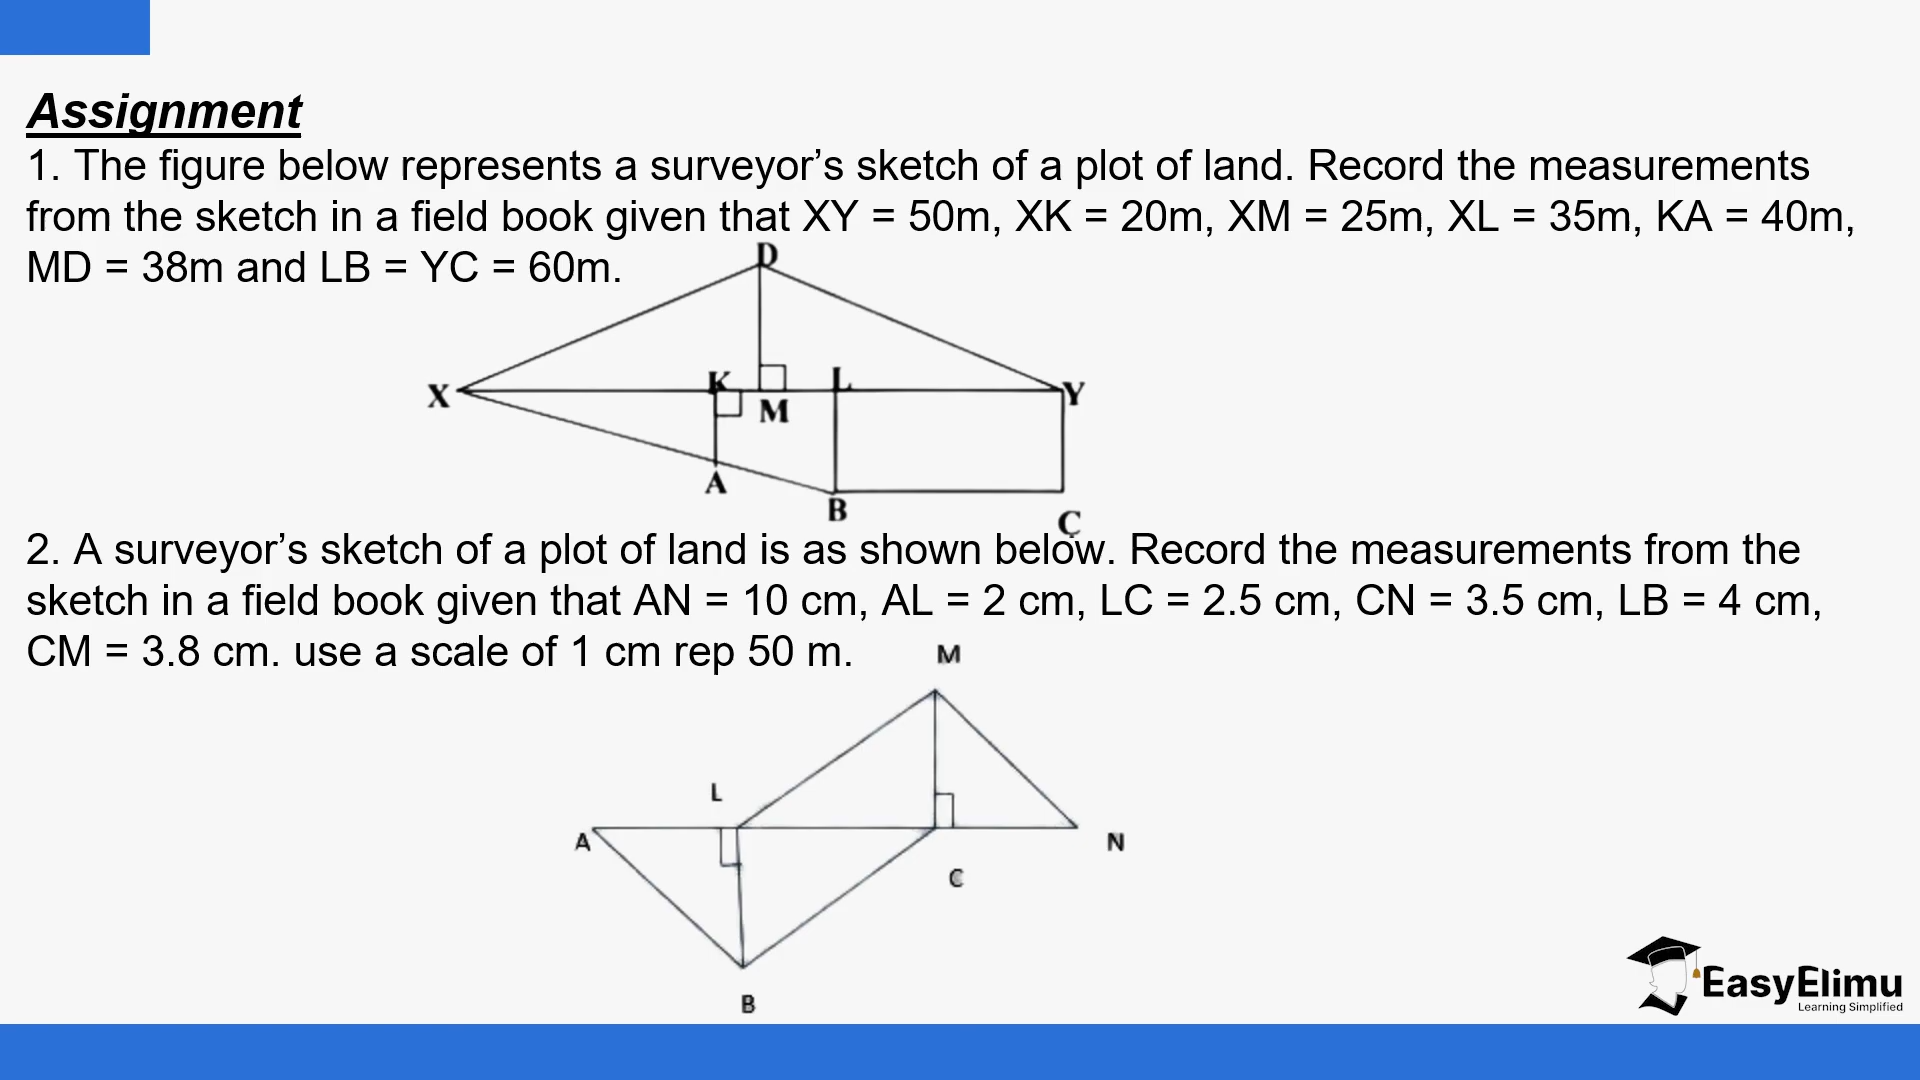 Assignment
1. The figure below represents a surveyor’s sketch of a plot of land. Record the measurements
from the sketch in a field book given that XY = 50m, XK = 20m, XM = 25m, XL = 35m, KA = 40m,
MD = 38m and LB = YC = 60m.
D
X
K
M
L
Y
A
B
C
2. A surveyor’s sketch of a plot of land is as shown below. Record the measurements from the
sketch in a field book given that AN = 10 cm, AL = 2 cm, LC = 2.5 cm, CN = 3.5 cm, LB = 4 cm,
CM = 3.8 cm. use a scale of 1 cm rep 50 m.
M
L
A
N
C
B
EasyElimu
Learning Simplified